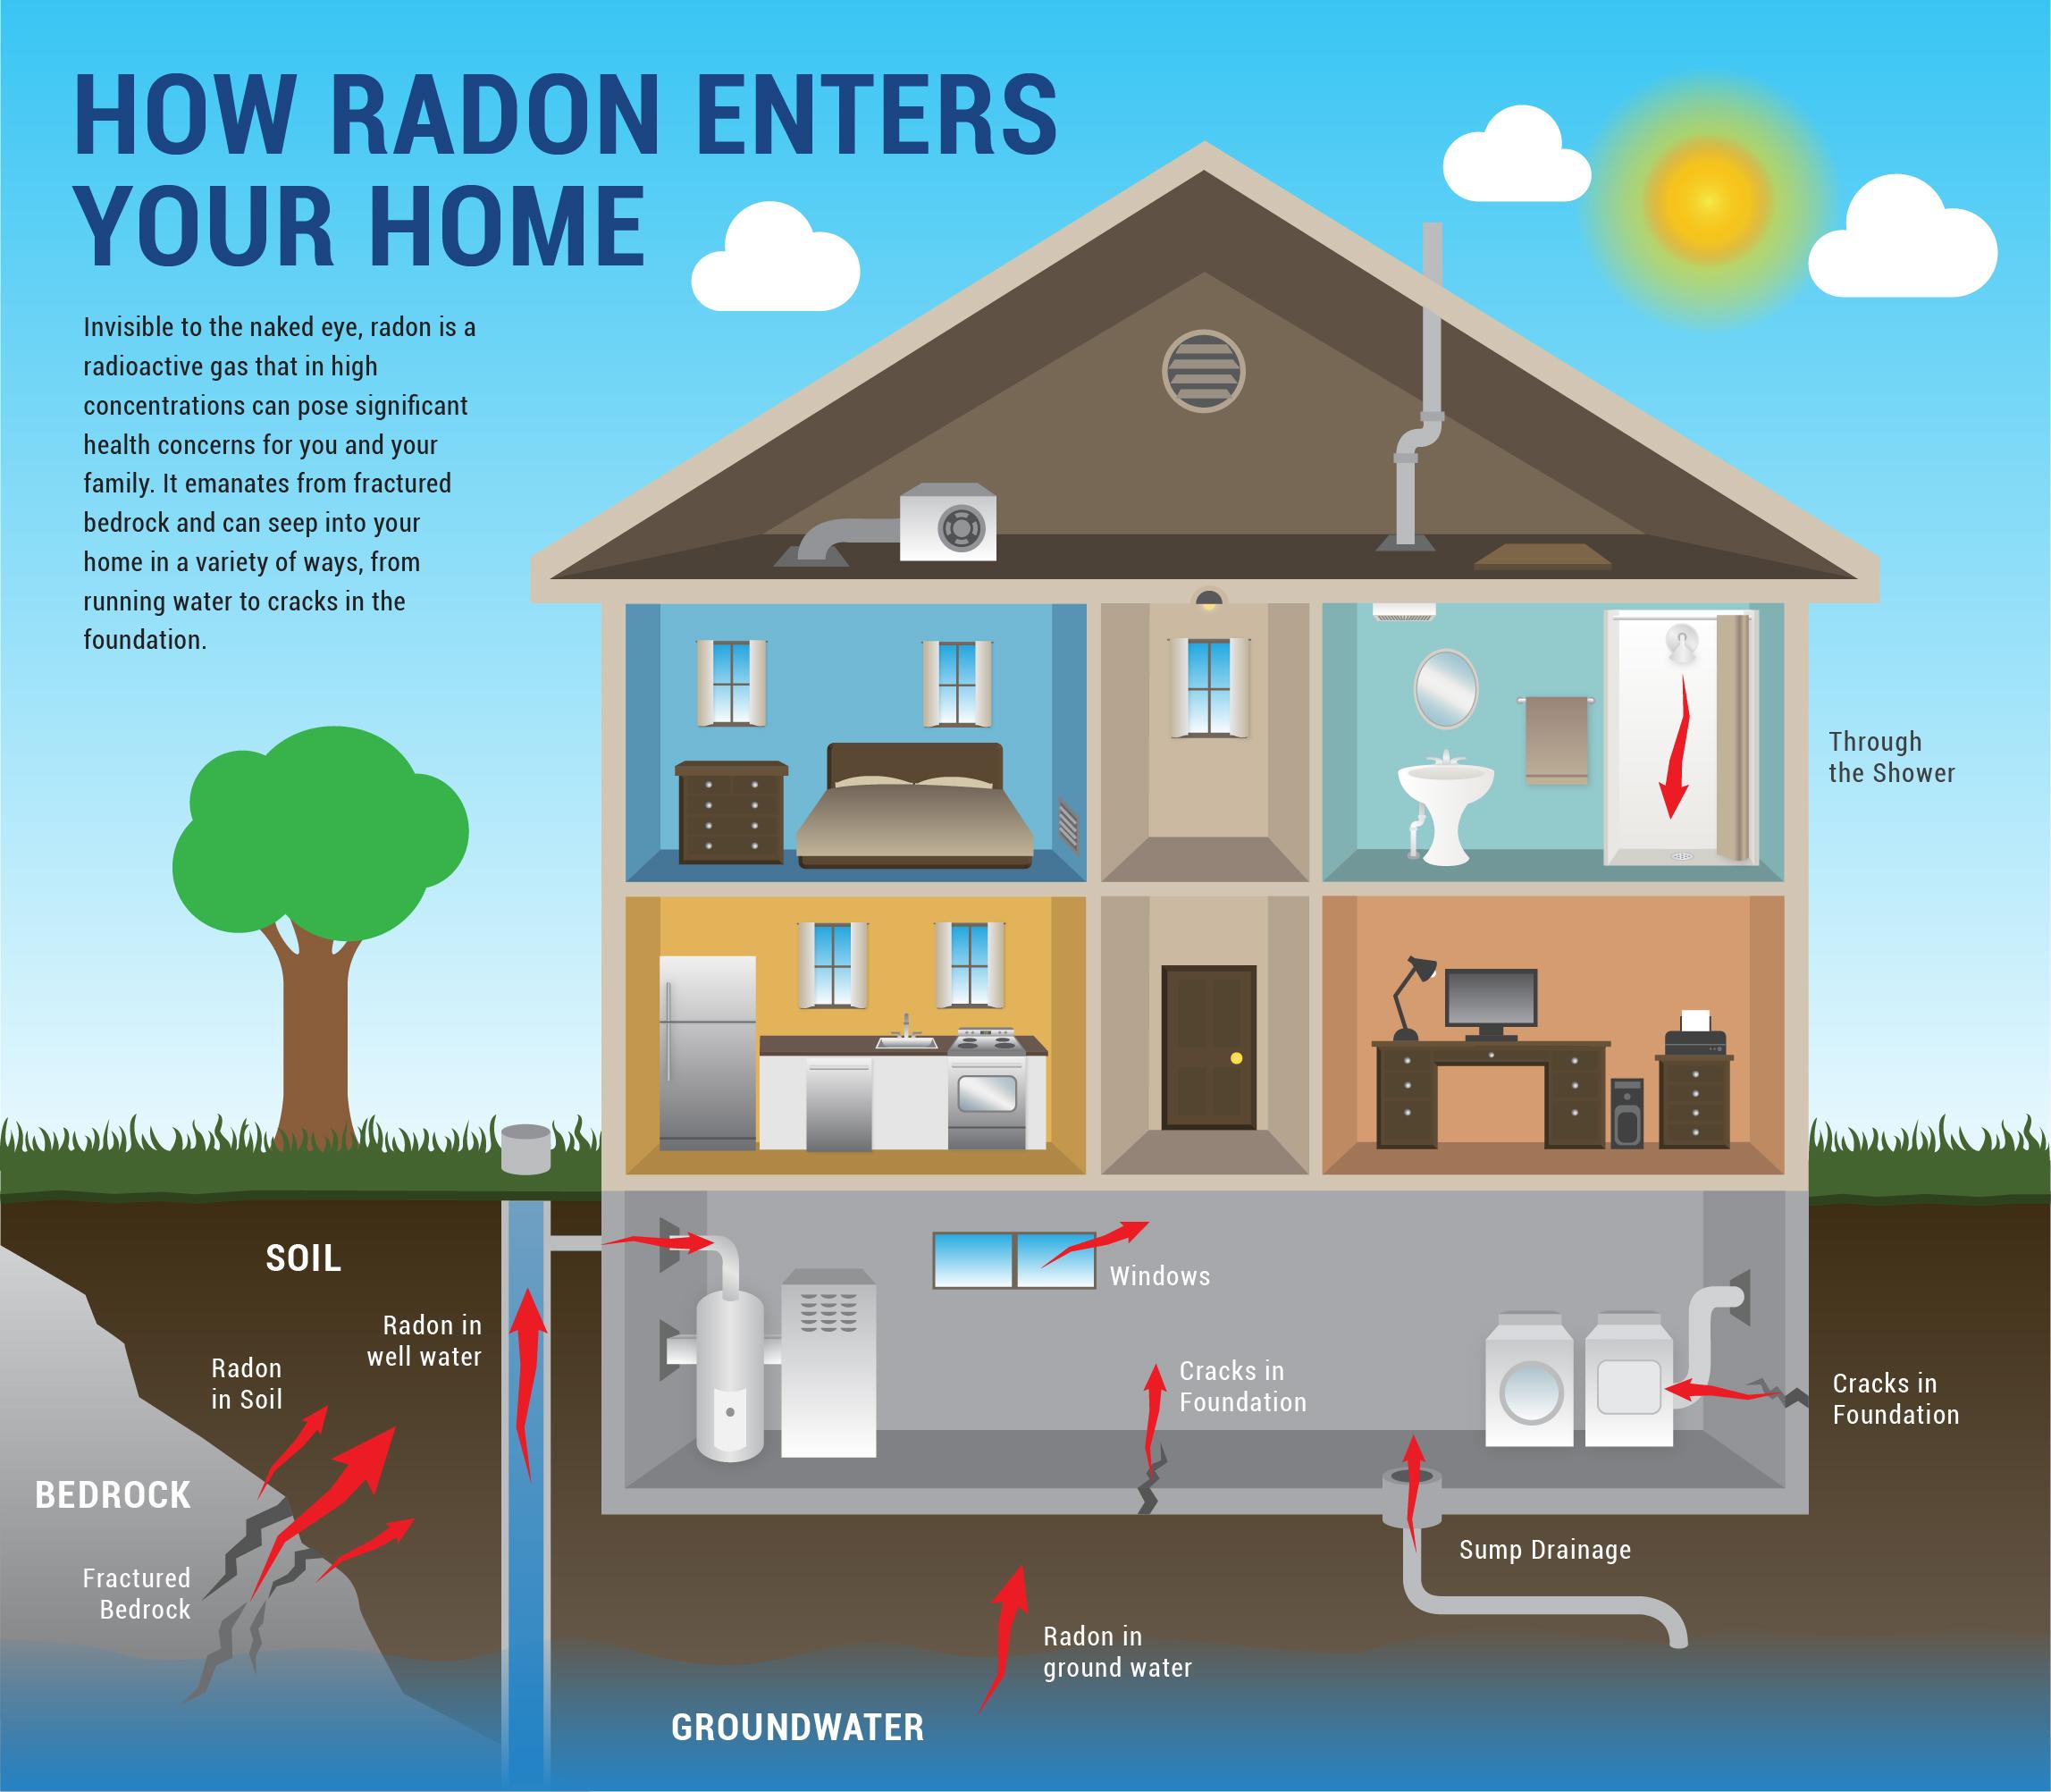 HOW RADON ENTERS
YOUR HOME
Invisible to the naked eye, radon is a
radioactive gas that in high
concentrations can pose significant
health concerns for you and your
family. It emanates from fractured
bedrock and can seep into your
home in a variety of ways, from
running water to cracks in the
foundation.
Through
the Shower
SOIL
Windows
Radon in
well water
Radon
in Soil
Cracks in
Foundation
Cracks in
Foundation
BEDROCK
Fractured
Bedrock
Sump Drainage
Radon in
ground water
GROUNDWATER